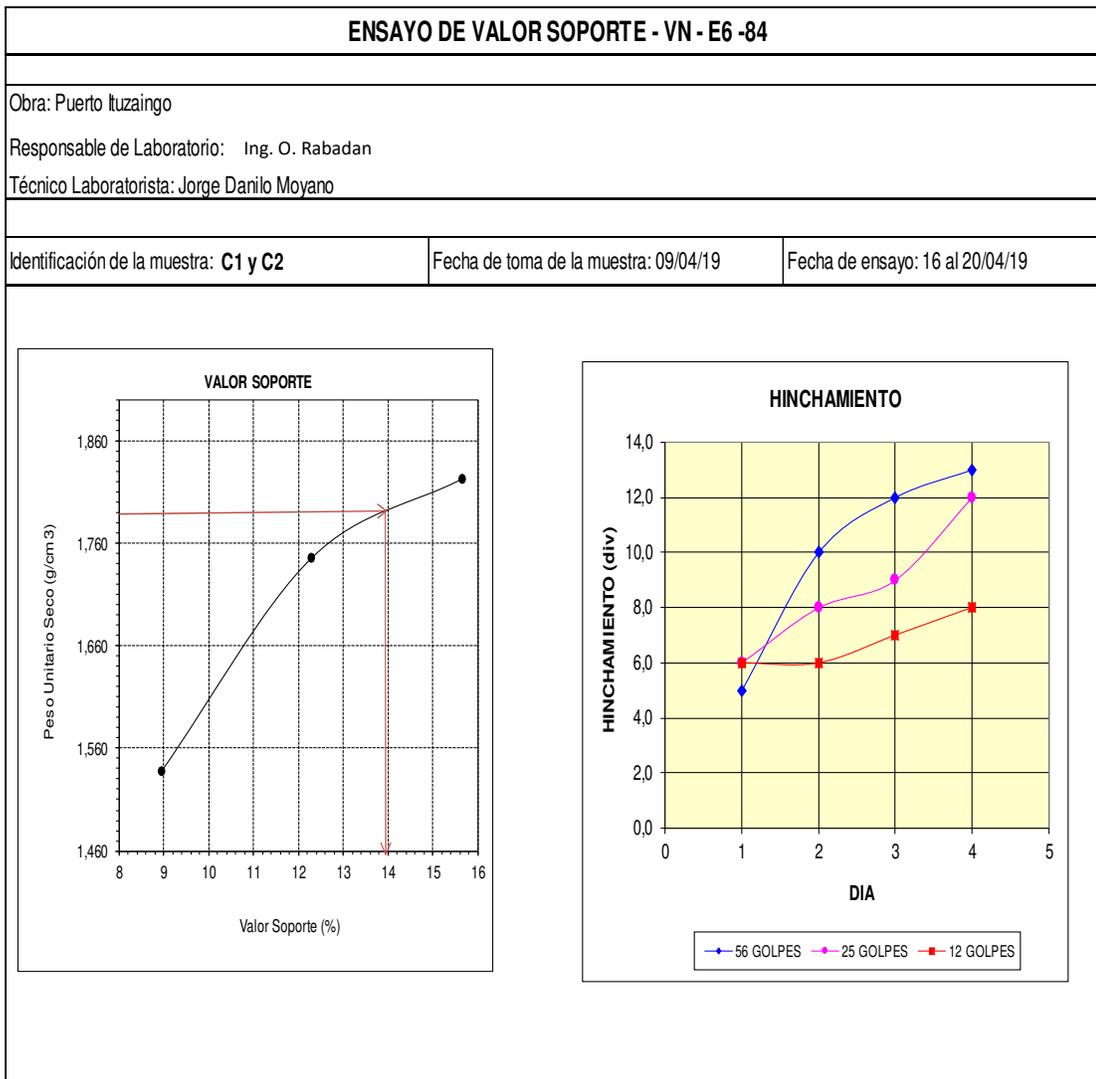 ENSAYO DE VALOR SOPORTE - VN - E6 -84
Obra: Puerto Ituzaingo
Responsable de Laboratorio: Ing. O. Rabadan
Técnico Laboratorista: Jorge Danilo Moyano
Identificación de la muestra: C1 y C2
Fecha de toma de la muestra: 09/04/19
Fecha de ensayo: 16 al 20/04/19
VALOR SOPORTE
Peso Unitario Seco (g/cm 3)
1,860
1,760
1,660
1,560
1,460
8 9 10 11 12 13 14 15 16
Valor Soporte (%)
HINCHAMIENTO
HINCHAMIENTO (div)
14,0
12,0
10,0
8,0
6,0
4,0
2,0
0,0
0 1 2 3 4 5
DIA
56 GOLPES 25 GOLPES 12 GOLPES